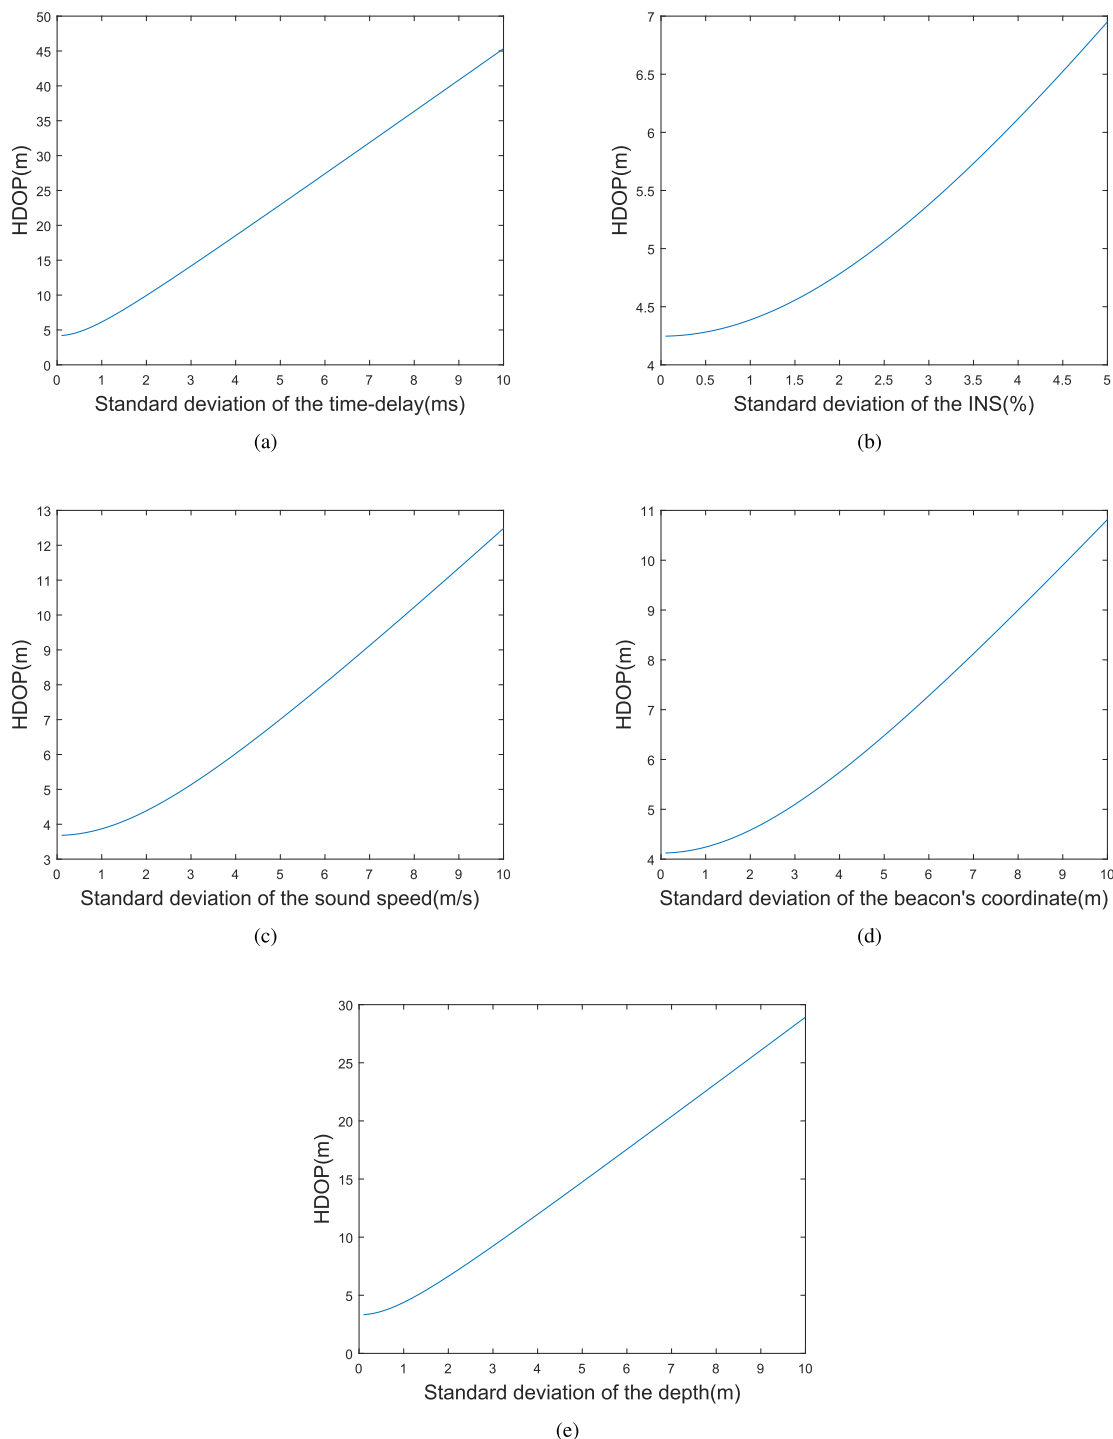 50
45
40
35
30
25
20
15
10
5
0
HDOP(m)
0 1 2 3 4 5 6 7 8 9 10
Standard deviation of the time-delay(ms)
(a)
7
6.5
6
5.5
5
4.5
4
HDOP(m)
0 0.5 1 1.5 2 2.5 3 3.5 4 4.5 5
Standard deviation of the INS(%)
(b)
13
12
11
10
9
8
7
6
5
4
3
HDOP(m)
0 1 2 3 4 5 6 7 8 9 10
Standard deviation of the sound speed(m/s)
(c)
11
10
9
8
7
6
5
4
HDOP(m)
0 1 2 3 4 5 6 7 8 9 10
Standard deviation of the beacon's coordinate(m)
(d)
30
25
20
15
10
5
0
HDOP(m)
0 1 2 3 4 5 6 7 8 9 10
Standard deviation of the depth(m)
(e)